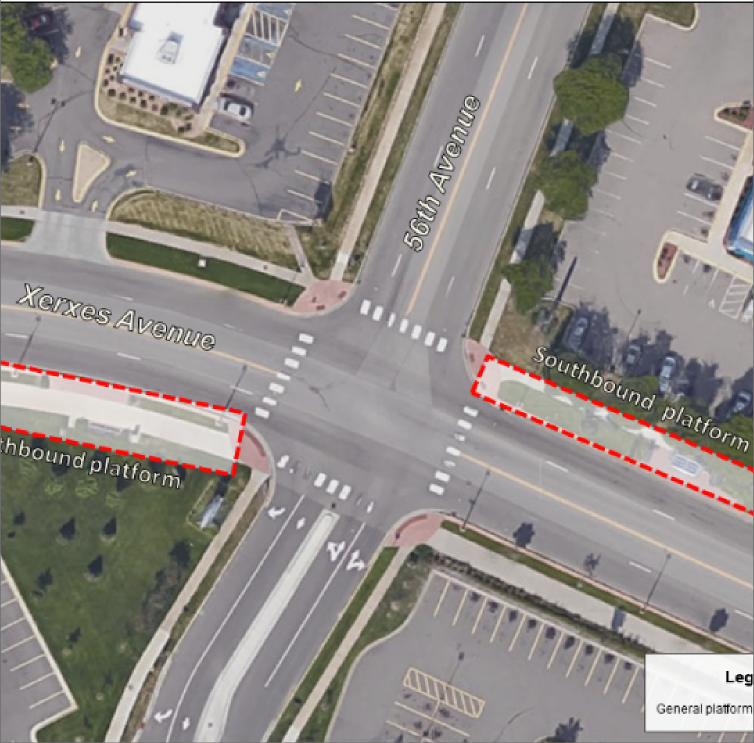 56th Avenue
Xerxes Avenue
Southbound platform
thbound platform
Leg
General platform